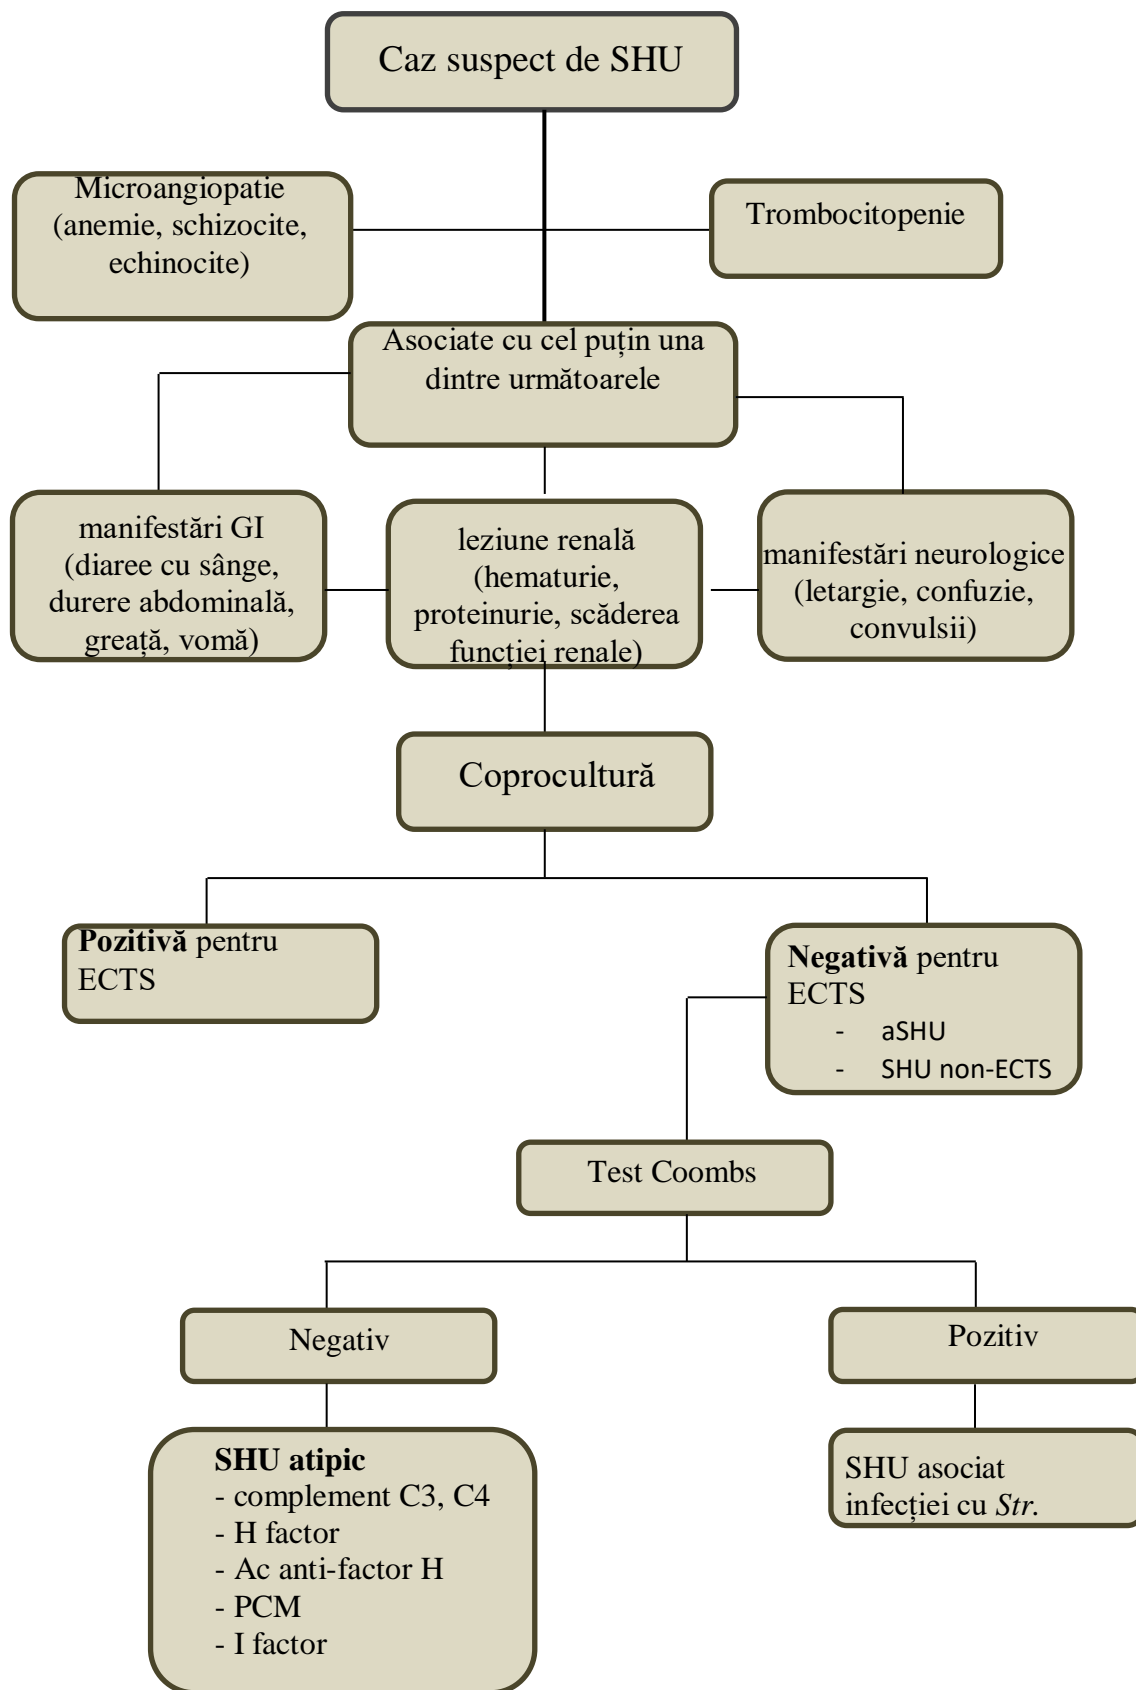 Caz suspect de SHU
Microangiopatie
(anemie, schizocite,
echinocite)
Trombocitopenie
Asociate cu cel puțin una
dintre următoarele
manifestări GI
(diaree cu sânge,
durere abdominală,
greață, vomă)
leziune renală
(hematurie,
proteinurie, scăderea
funcției renale)
manifestări neurologice
(letargie, confuzie,
convulsii)
Coprocultură
Pozitivă pentru
ECTS
Negativă pentru
ECTS
- aSHU
- SHU non-ECTS
Test Coombs
Negativ
Pozitiv
SHU atipic
- complement C3, C4
- H factor
- Ac anti-factor H
- PCM
- I factor
SHU asociat
infecției cu Str.